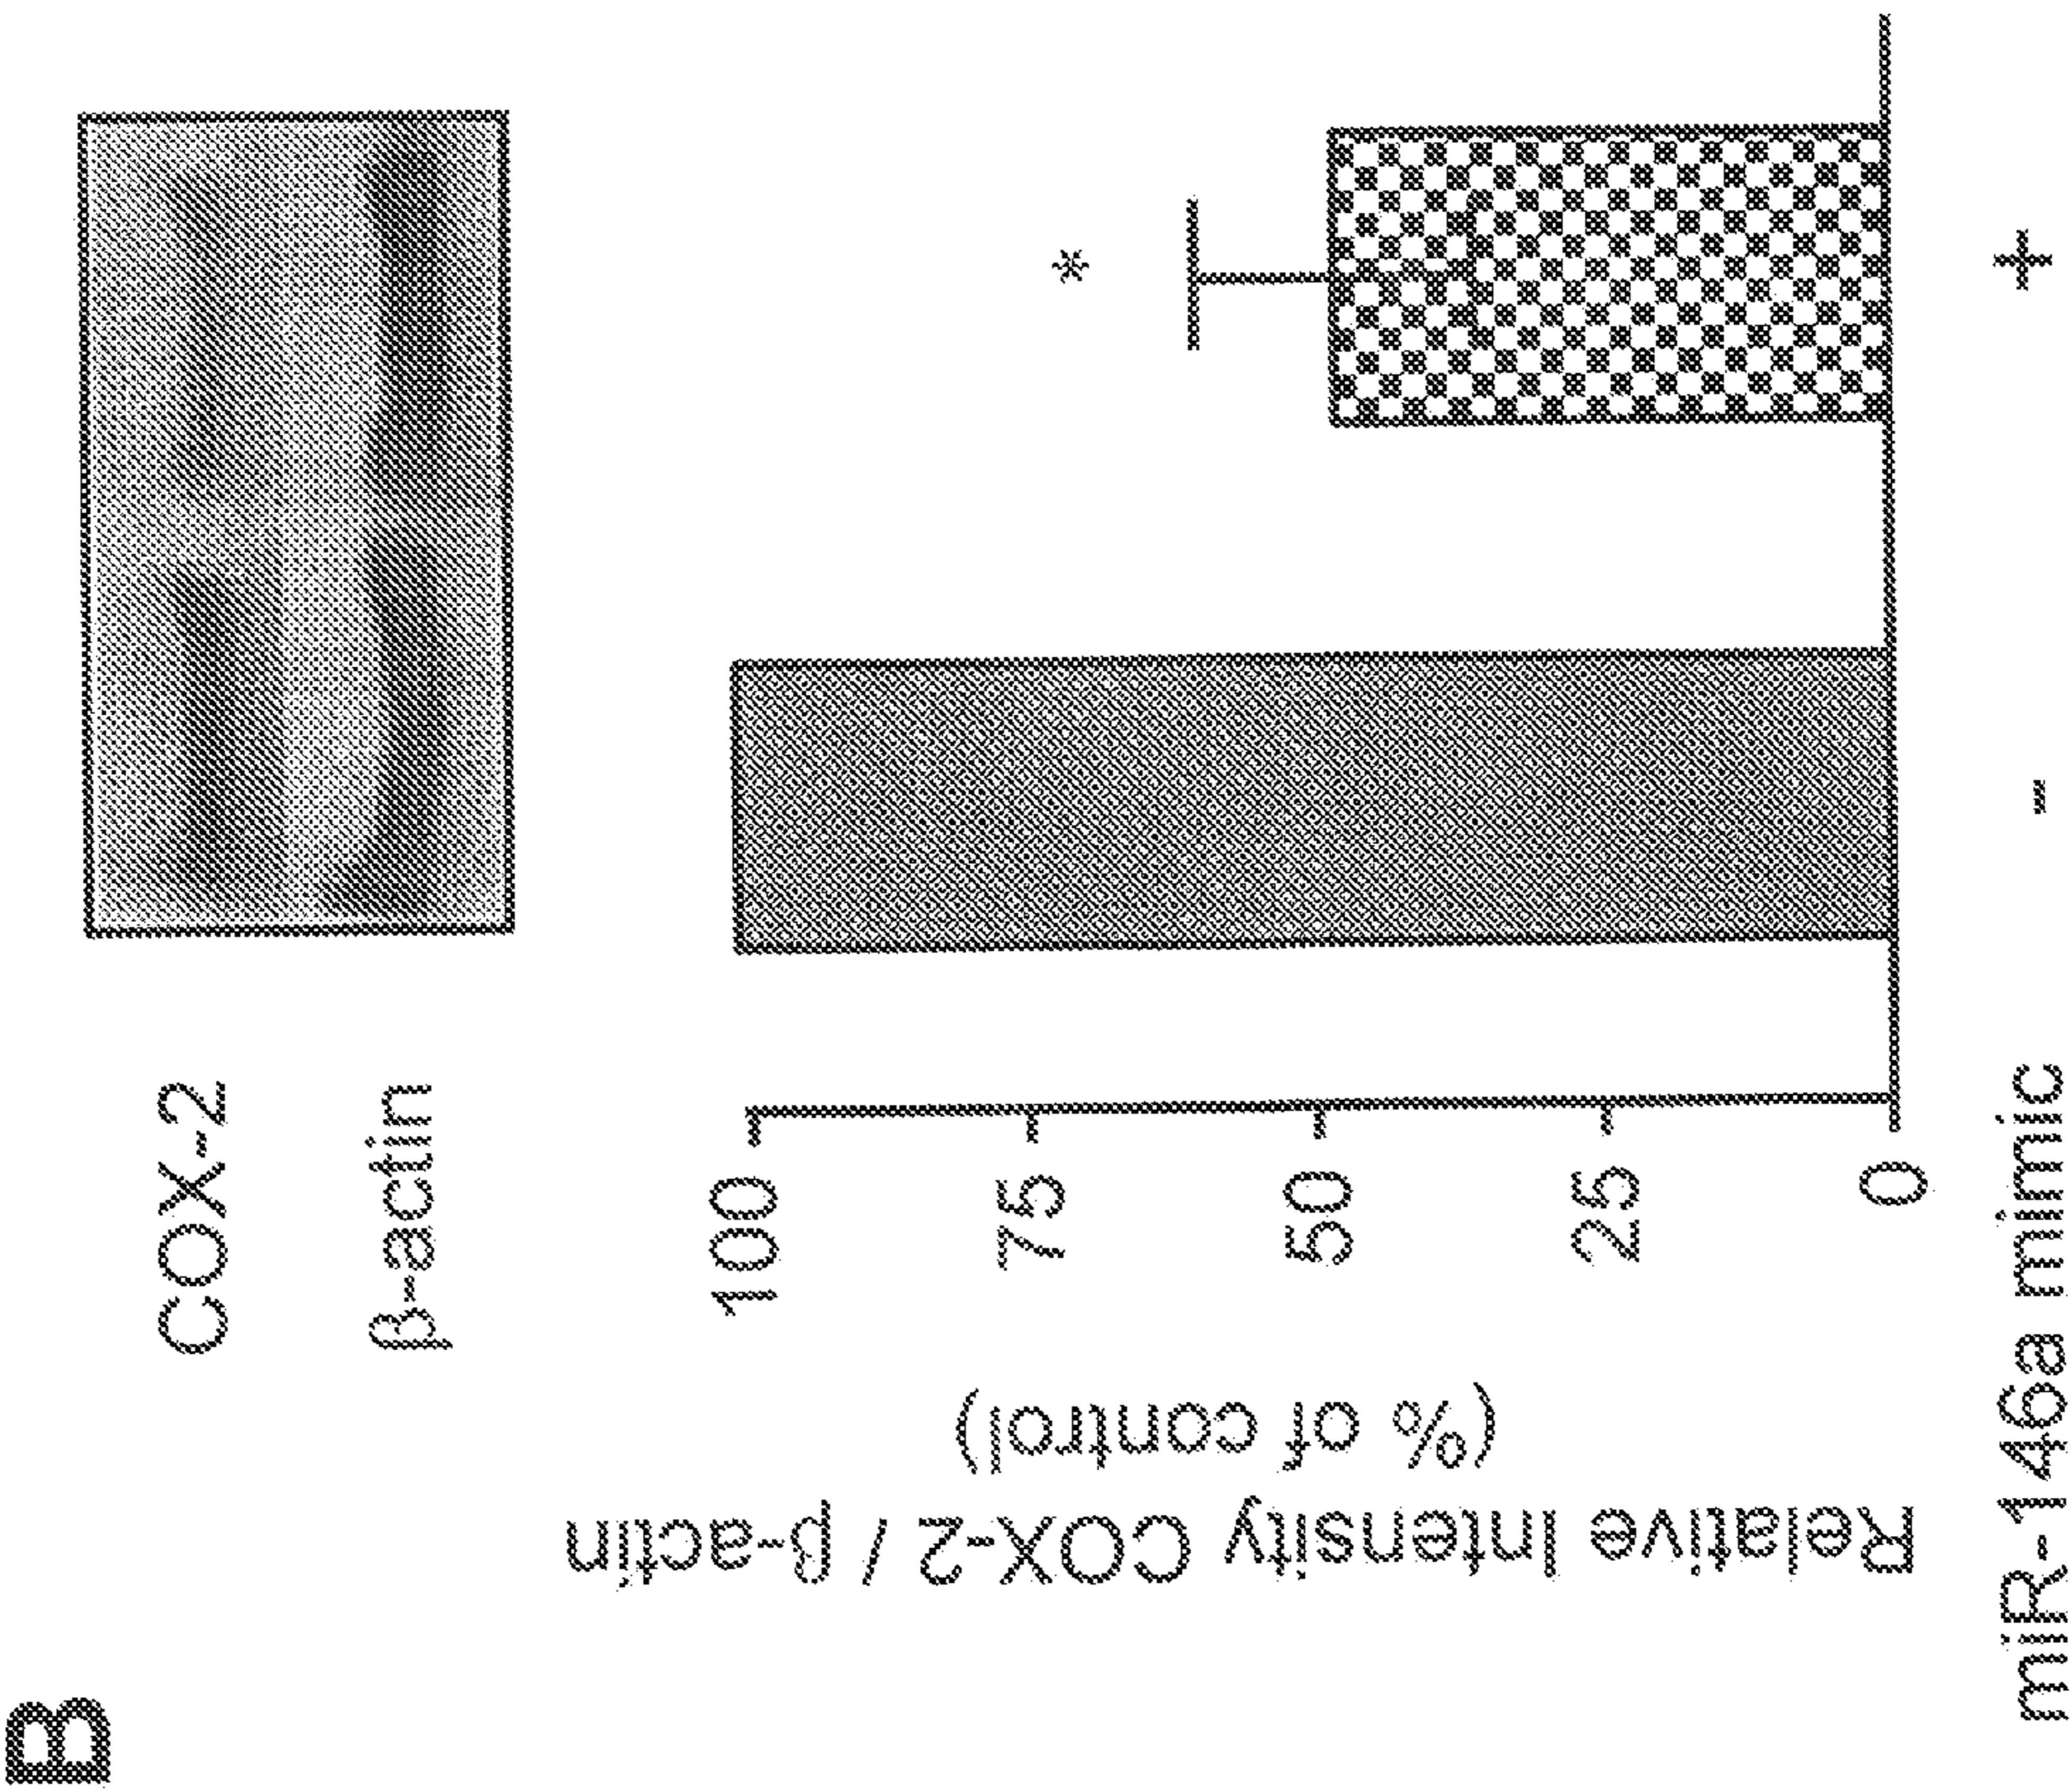 B
COX-2
β-actin
Relative Intensity COX-2 / β-actin
(% of control)
100
75
50
25
0
*
miR-146a mimic - +